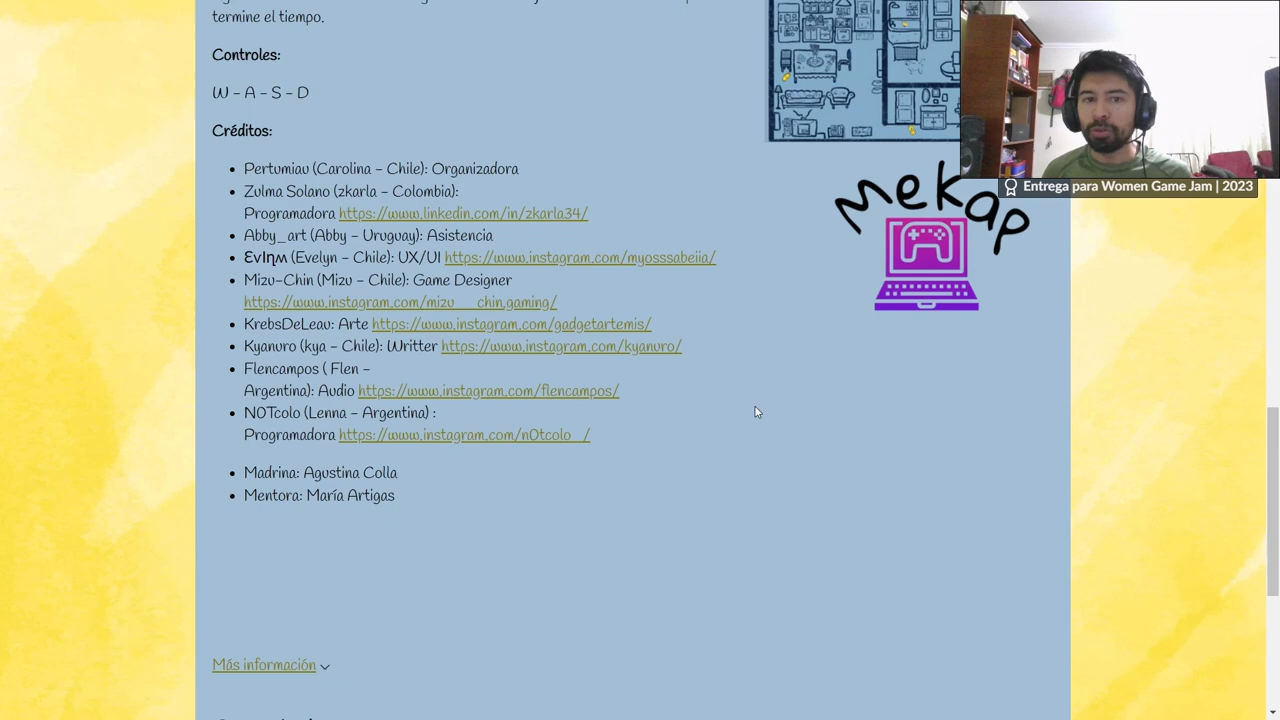 termine el tiempo.
Controles:
W - A - S - D
Créditos:
Pertumiau (Carolina - Chile): Organizadora
Zulma Solano (zkarla - Colombia):
Programadora https://www.linkedin.com/in/zkarla34/
Abby_art (Abby - Uruguay): Asistencia
ƐvIƞʍ (Evelyn - Chile): UX/UI https://www.instagram.com/myosssabeiia/
Mizu-Chin (Mizu - Chile): Game Designer
https://www.instagram.com/mizu___chin.gaming/
KrebsDeLeau: Arte https://www.instagram.com/gadgetartemis/
Kyanuro (kya - Chile): Writter https://www.instagram.com/kyanuro/
Flencampos ( Flen -
Argentina): Audio https://www.instagram.com/flencampos/
N0Tcolo (Lenna - Argentina) :
Programadora https://www.instagram.com/n0tcolo__/
Madrina: Agustina Colla
Mentora: María Artigas
Más información
Entrega para Women Game Jam | 2023
mekap